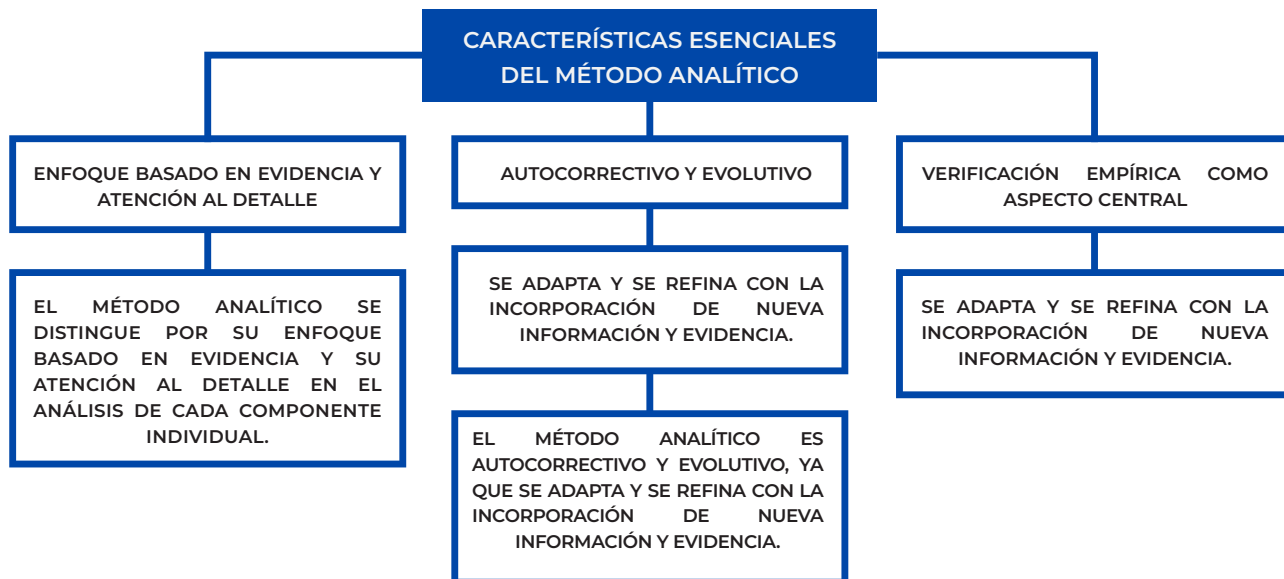 CARACTERÍSTICAS ESENCIALES
DEL MÉTODO ANALÍTICO
ENFOQUE BASADO EN EVIDENCIA Y
ATENCIÓN AL DETALLE
EL MÉTODO ANALÍTICO SE
DISTINGUE POR SU ENFOQUE
BASADO EN EVIDENCIA Y SU
ATENCIÓN AL DETALLE EN EL
ANÁLISIS DE CADA COMPONENTE
INDIVIDUAL.
AUTOCORRECTIVO Y EVOLUTIVO
SE ADAPTA Y SE REFINA CON LA
INCORPORACIÓN DE NUEVA
INFORMACIÓN Y EVIDENCIA.
EL MÉTODO ANALÍTICO ES
AUTOCORRECTIVO Y EVOLUTIVO, YA
QUE SE ADAPTA Y SE REFINA CON LA
INCORPORACIÓN DE NUEVA
INFORMACIÓN Y EVIDENCIA.
VERIFICACIÓN EMPÍRICA COMO
ASPECTO CENTRAL
SE ADAPTA Y SE REFINA CON LA
INCORPORACIÓN DE NUEVA
INFORMACIÓN Y EVIDENCIA.